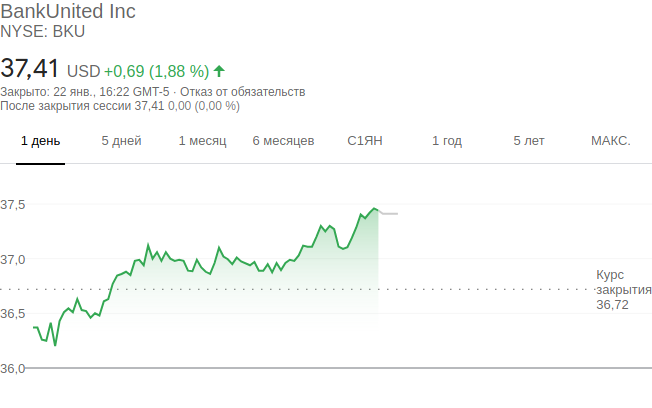 BankUnited Inc
NYSE: BKU
37,41 USD +0,69 (1,88 %)
Закрыто: 22 янв., 16:22 GMT-5 · Отказ от обязательств
После закрытия сессии 37,41 0,00 (0,00 %)
1 день 5 дней 1 месяц 6 месяцев С1ЯН 1 год 5 лет МАКС.
37,5
37,0
Курс
закрытия
36,72
36,5
36,0